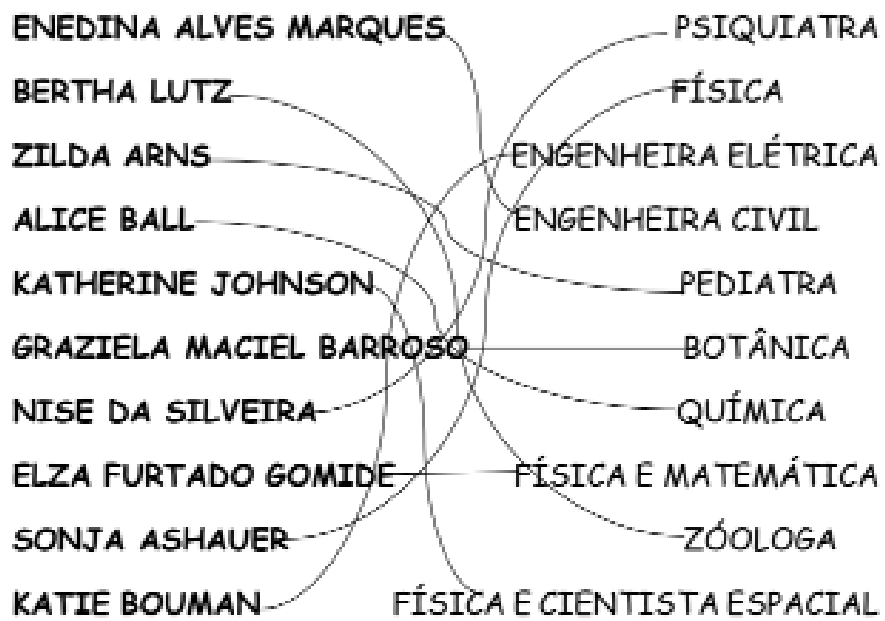 ENEDINA ALVES MARQUES PSIQUIATRA
BERTHA LUTZ FÍSICA
ZILDA ARNS ENGENHEIRA ELÉTRICA
ALICE BALL ENGENHEIRA CIVIL
KATHERINE JOHNSON PEDIATRA
GRAZIELA MACIEL BARROSO BOTÂNICA
NISE DA SILVEIRA QUÍMICA
ELZA FURTADO GOMIDE FÍSICA E MATEMÁTICA
SONJA ASHAUER ZÓOLOGA
KATIE BOUMAN FÍSICA E CIENTISTA ESPACIAL